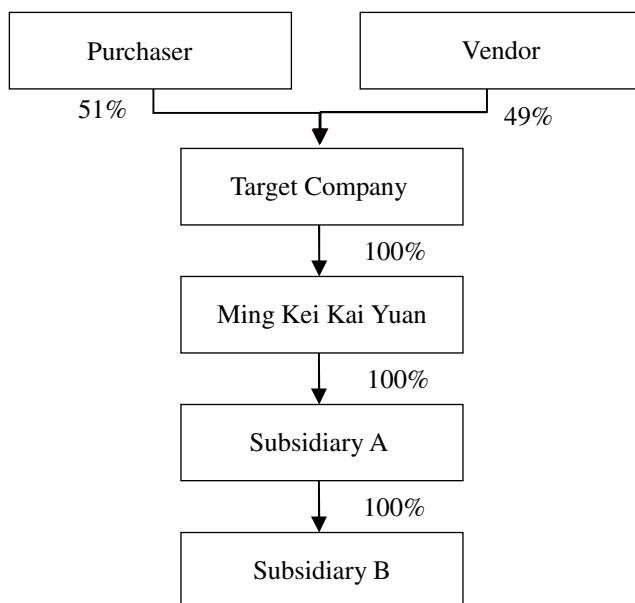 Purchaser
Vendor
51%
49%
Target Company
100%
Ming Kei Kai Yuan
100%
Subsidiary A
100%
Subsidiary B